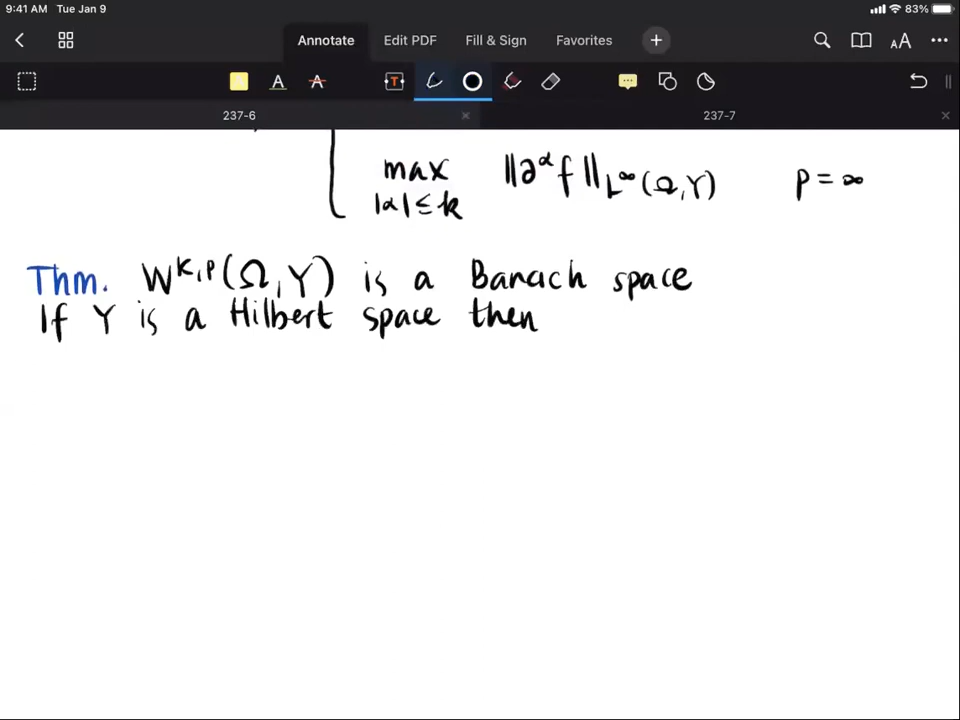 9:41 AM Tue Jan 9 83%
Annotate Edit PDF Fill & Sign Favorites + AA
A A T
237-6 × 237-7 ×
max ‖∂^α f‖_{L^∞(Ω,Y)} p = ∞
|α| ≤ k
Thm. W^{k,p}(Ω, Y) is a Banach space
If Y is a Hilbert space then